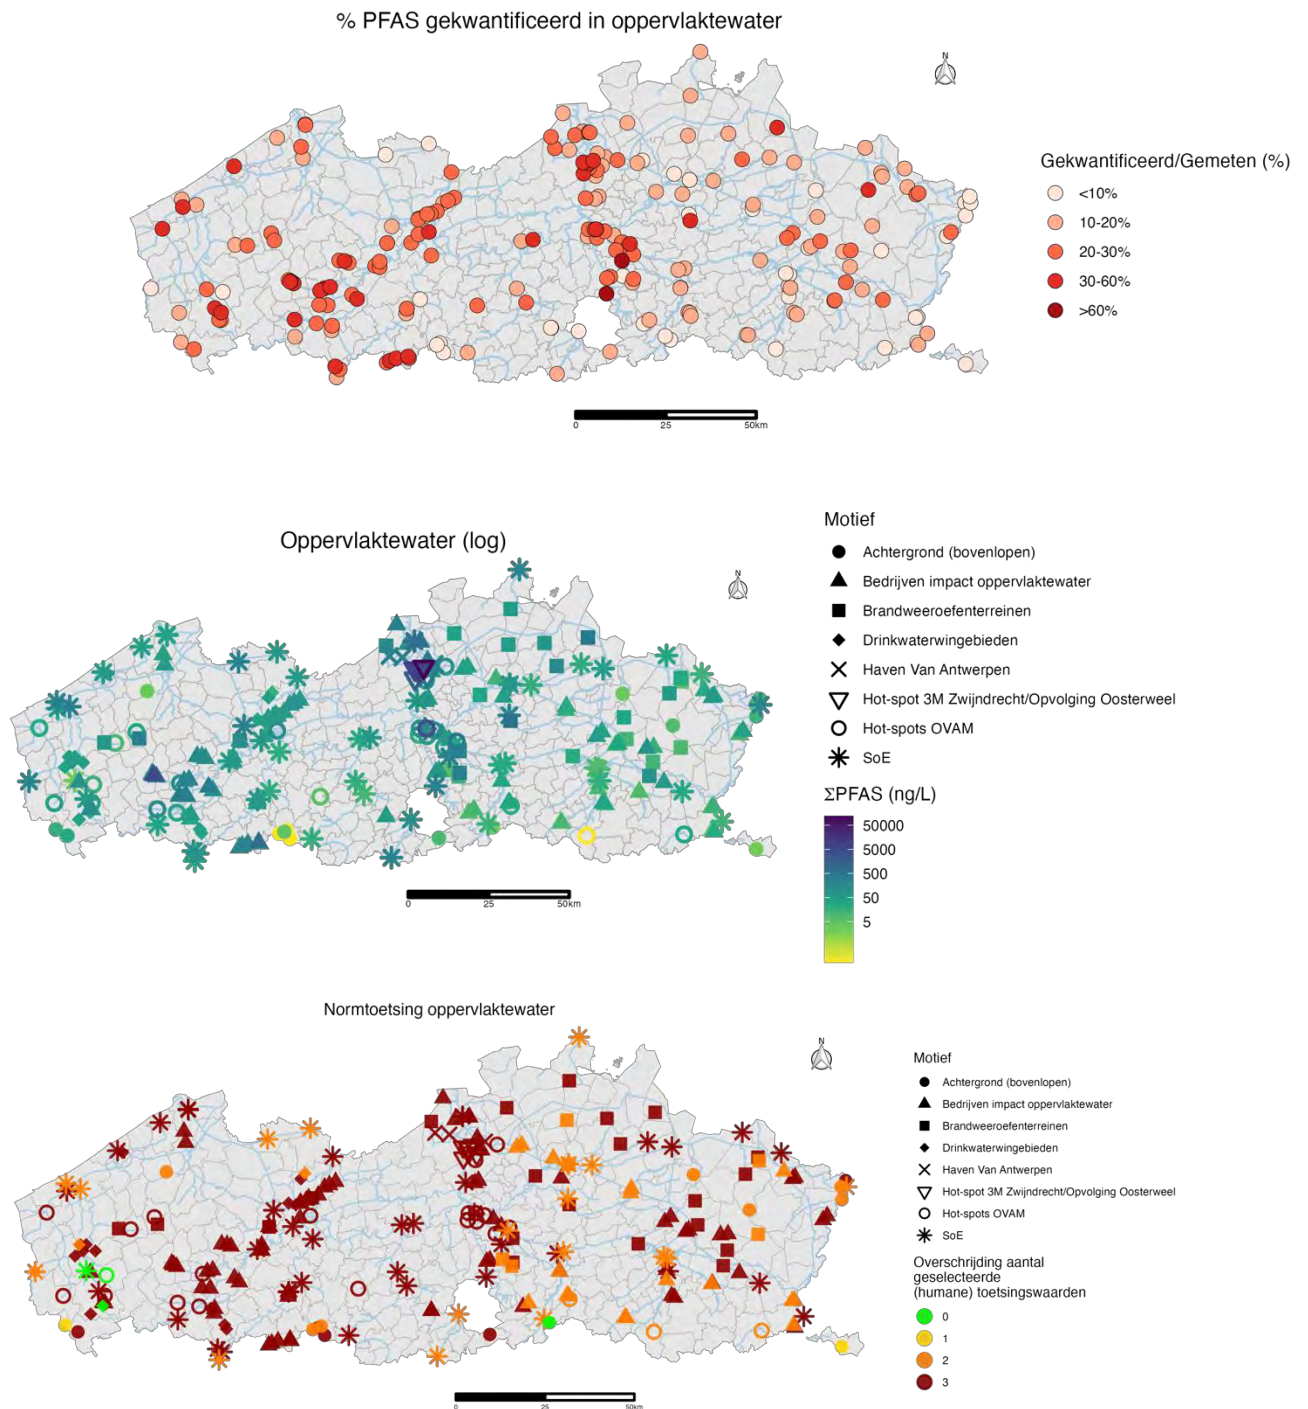 % PFAS gekwantificeerd in oppervlaktewater
N
Gekwantificeerd/Gemeten (%)
<10%
10-20%
20-30%
30-60%
>60%
0 25 50km
Oppervlaktewater (log)
N
Motief
Achtergrond (bovenlopen)
Bedrijven impact oppervlaktewater
Brandweeroefenterreinen
Drinkwaterwingebieden
Haven Van Antwerpen
Hot-spot 3M Zwijndrecht/Opvolging Oosterweel
Hot-spots OVAM
SoE
ΣPFAS (ng/L)
50000
5000
500
50
5
0 25 50km
Normtoetsing oppervlaktewater
N
Motief
Achtergrond (bovenlopen)
Bedrijven impact oppervlaktewater
Brandweeroefenterreinen
Drinkwaterwingebieden
Haven Van Antwerpen
Hot-spot 3M Zwijndrecht/Opvolging Oosterweel
Hot-spots OVAM
SoE
Overschrijding aantal
geselecteerde
(humane) toetsingswaarden
0
1
2
3
0 25 50km